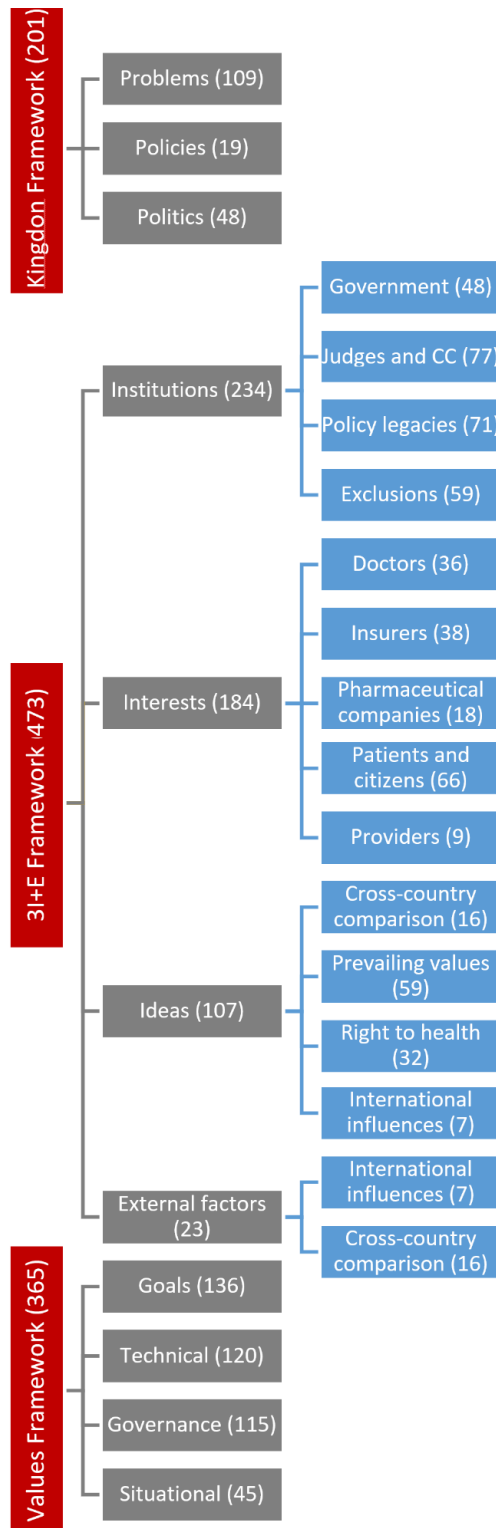 Kingdon Framework (201)
Problems (109)
Policies (19)
Politics (48)
3I+E Framework (473)
Institutions (234)
Government (48)
Judges and CC (77)
Policy legacies (71)
Exclusions (59)
Interests (184)
Doctors (36)
Insurers (38)
Pharmaceutical
companies (18)
Patients and
citizens (66)
Providers (9)
Ideas (107)
Cross-country
comparison (16)
Prevailing values
(59)
Right to health
(32)
International
influences (7)
External factors
(23)
International
influences (7)
Cross-country
comparison (16)
Values Framework (365)
Goals (136)
Technical (120)
Governance (115)
Situational (45)